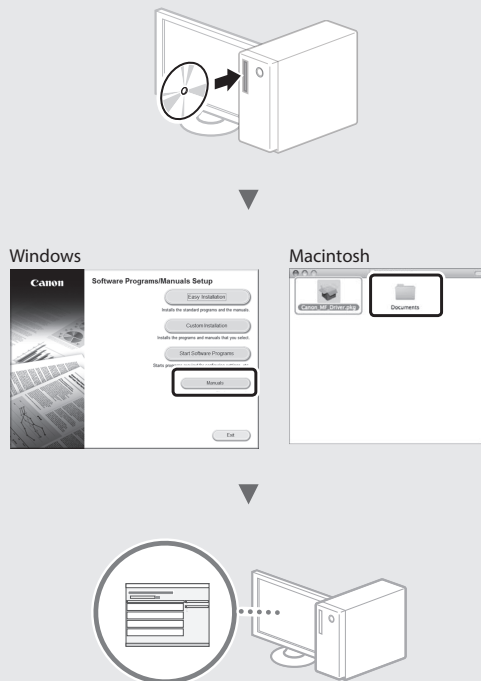 Windows
Macintosh
Canon
Software Programs/Manuals Setup
Easy Installation
Installs the standard programs and the manuals.
Custom Installation
Installs the programs and manuals that you select.
Start Software Programs
Starts
Manuals
Exit
Canon_MF_Driver.pkg
Documents